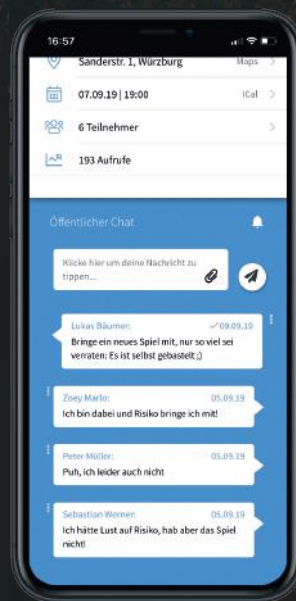 16:57
Sanderstr. 1, Würzburg Maps
07.09.19 | 19:00 iCal
6 Teilnehmer
193 Aufrufe
Öffentlicher Chat
Klicke hier um deine Nachricht zu
tippen...
Lukas Bäumer: 09.09.19
Bringe ein neues Spiel mit, nur so viel sei
verraten: Es ist selbst gebastelt ;)
Zoey Marlo: 05.09.19
Ich bin dabei und Risiko bringe ich mit!
Peter Müller: 05.09.19
Puh, ich leider auch nicht
Sebastian Werner: 05.09.19
Ich hätte Lust auf Risiko, hab aber das Spiel
nicht!